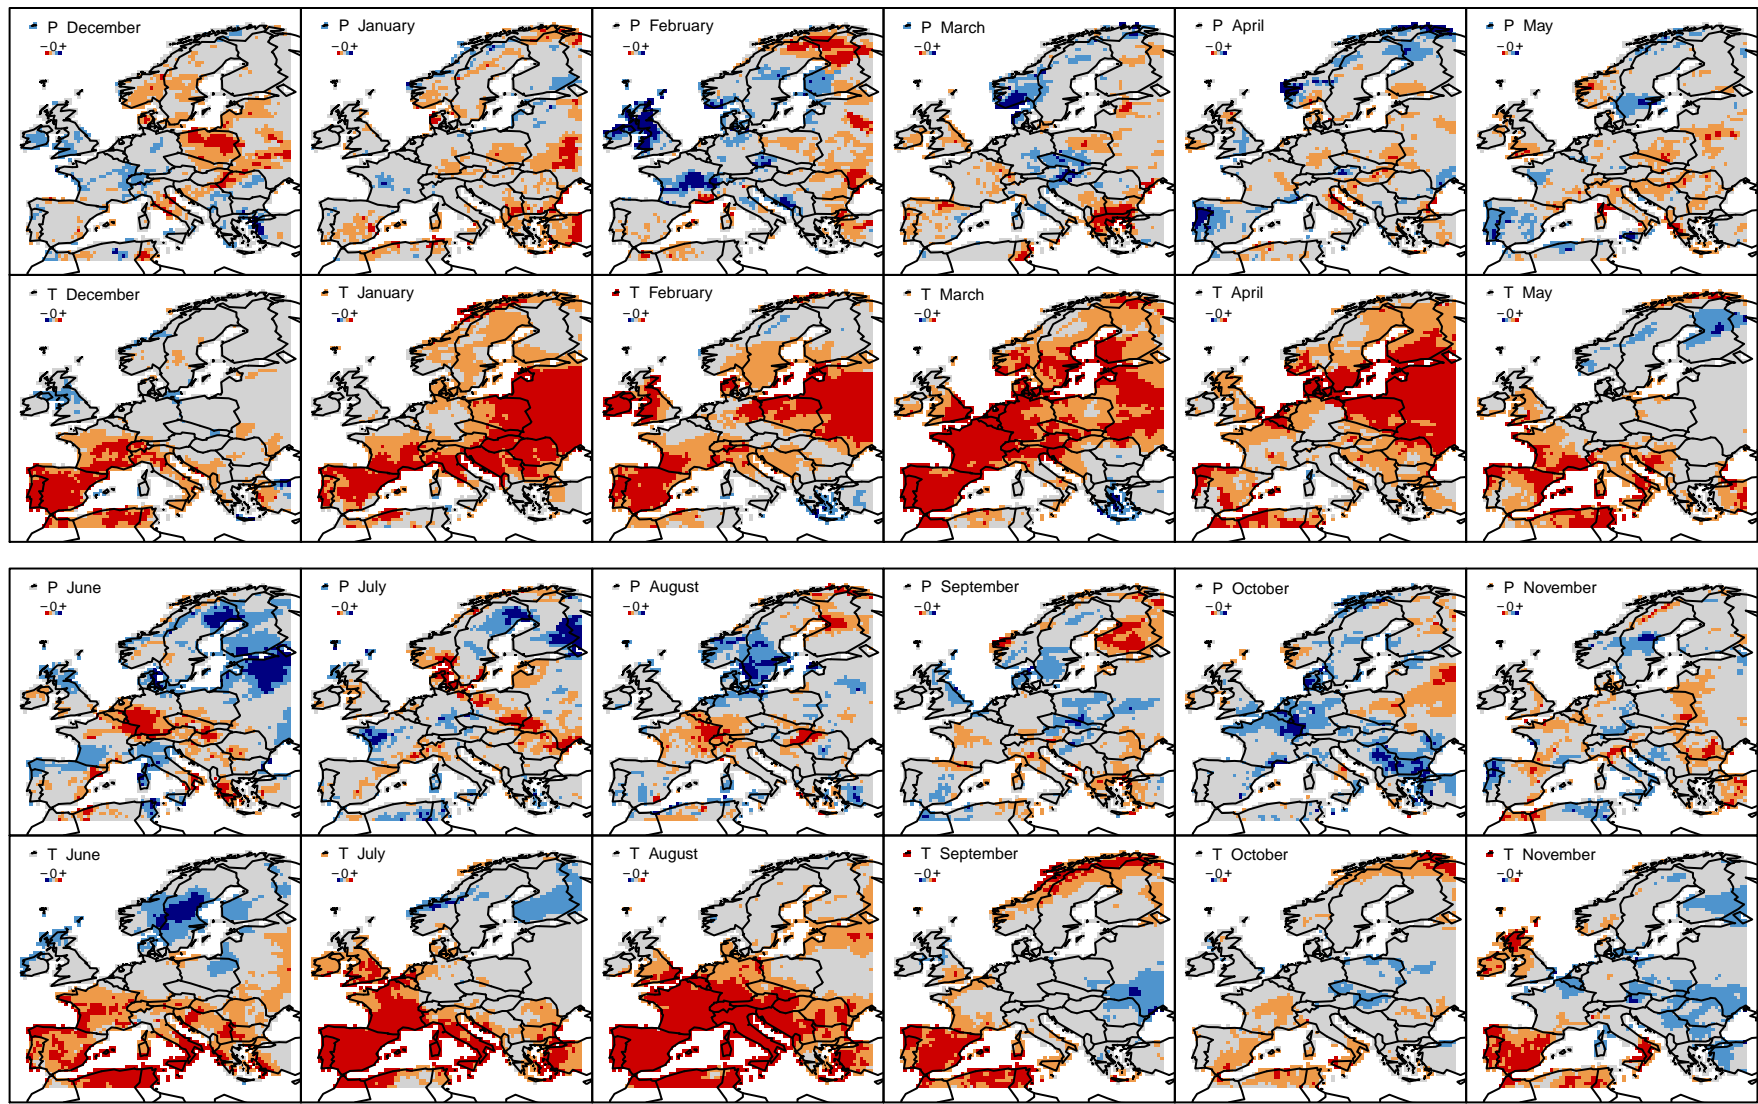 P December
− 0 +
P January
− 0 +
P February
− 0 +
P March
− 0 +
P April
− 0 +
P May
− 0 +
T December
− 0 +
T January
− 0 +
T February
− 0 +
T March
− 0 +
T April
− 0 +
T May
− 0 +
P June
− 0 +
P July
− 0 +
P August
− 0 +
P September
− 0 +
P October
− 0 +
P November
− 0 +
T June
− 0 +
T July
− 0 +
T August
− 0 +
T September
− 0 +
T October
− 0 +
T November
− 0 +